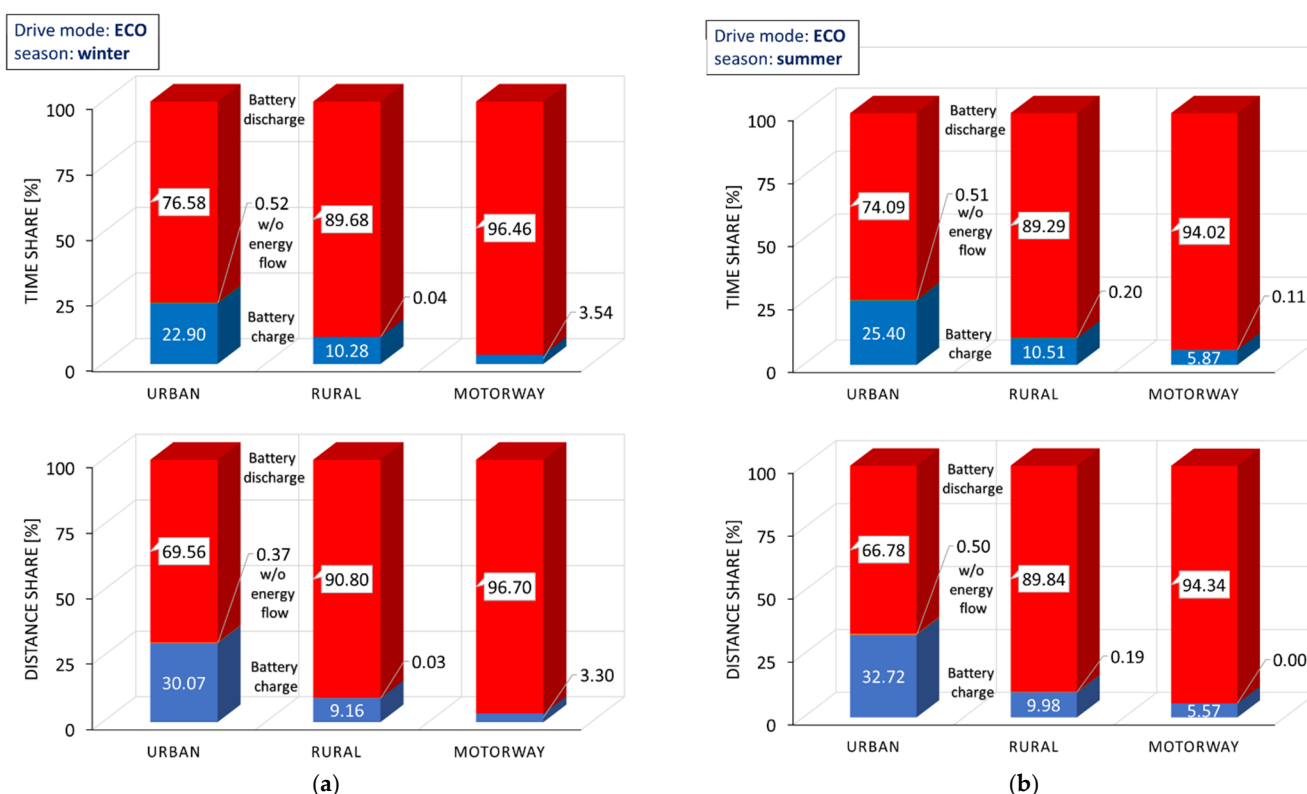 Drive mode: ECO
season: winter
TIME SHARE [%]
100
75
50
25
0
Battery
discharge
76.58
0.52
w/o
energy
flow
89.68
96.46
0.04
3.54
22.90
Battery
charge
10.28
URBAN
RURAL
MOTORWAY
DISTANCE SHARE [%]
100
75
50
25
0
Battery
discharge
69.56
0.37
w/o
energy
flow
90.80
96.70
0.03
3.30
30.07
Battery
charge
9.16
URBAN
RURAL
MOTORWAY
(a)
Drive mode: ECO
season: summer
TIME SHARE [%]
100
75
50
25
0
Battery
discharge
74.09
0.51
w/o
energy
flow
89.29
94.02
0.20
0.11
25.40
Battery
charge
10.51
5.87
URBAN
RURAL
MOTORWAY
DISTANCE SHARE [%]
100
75
50
25
0
Battery
discharge
66.78
0.50
w/o
energy
flow
89.84
94.34
0.19
0.00
32.72
Battery
charge
9.98
5.57
URBAN
RURAL
MOTORWAY
(b)